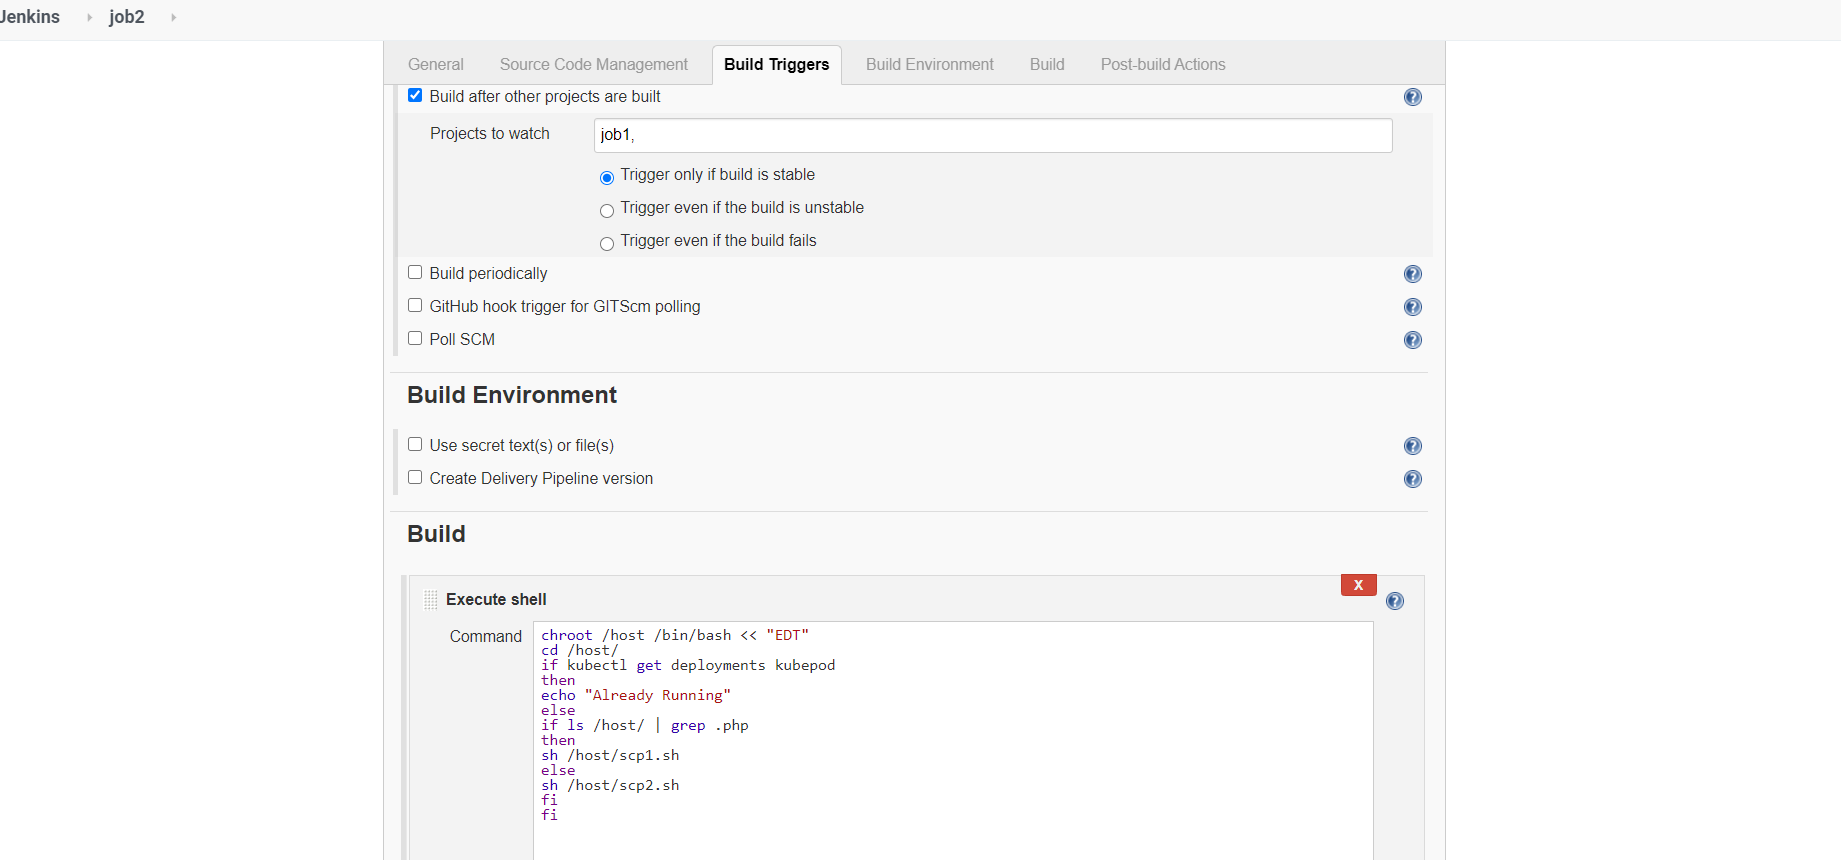 Jenkins job2
General Source Code Management Build Triggers Build Environment Build Post-build Actions
Build after other projects are built
Projects to watch job1,
Trigger only if build is stable
Trigger even if the build is unstable
Trigger even if the build fails
Build periodically
GitHub hook trigger for GITScm polling
Poll SCM
Build Environment
Use secret text(s) or file(s)
Create Delivery Pipeline version
Build
X
Execute shell
Command chroot /host /bin/bash << "EDT"
cd /host/
if kubectl get deployments kubepod
then
echo "Already Running"
else
if ls /host/ | grep .php
then
sh /host/scp1.sh
else
sh /host/scp2.sh
fi
fi